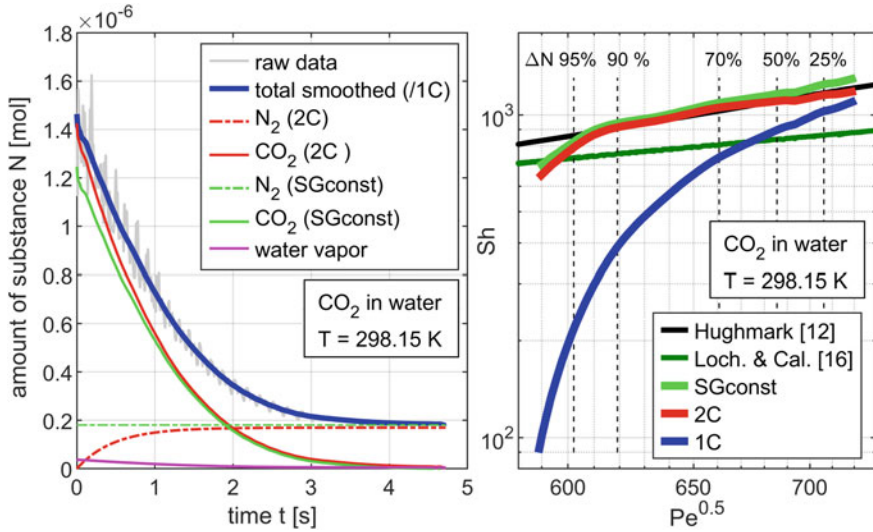 ×10⁻⁶
1.8
1.6
1.4
1.2
1.0
0.8
0.6
0.4
0.2
0
amount of substance N [mol]
raw data
total smoothed (/1C)
N₂ (2C)
CO₂ (2C )
N₂ (SGconst)
CO₂ (SGconst)
water vapor
CO₂ in water
T = 298.15 K
0 1 2 3 4 5
time t [s]
ΔN 95% 90 % 70% 50% 25%
10³
10²
Sh
CO₂ in water
T = 298.15 K
Hughmark [12]
Loch. & Cal. [16]
SGconst
2C
1C
600 650 700
Pe⁰·⁵